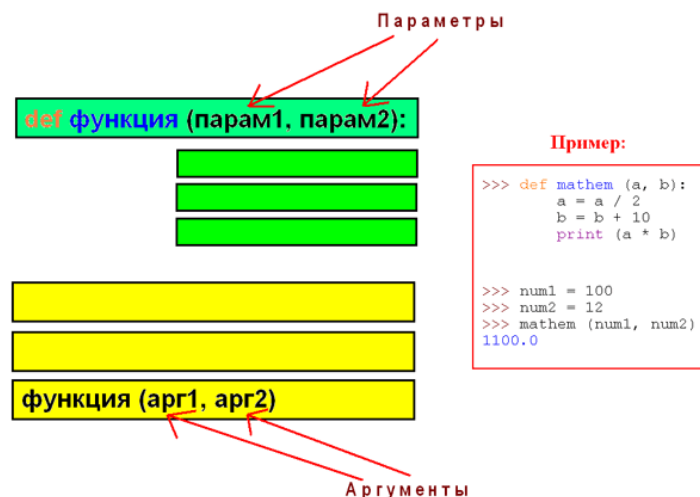 Параметры
def функция (парам1, парам2):
функция (арг1, арг2)
Аргументы
Пример:
>>> def mathem (a, b):
        a = a / 2
        b = b + 10
        print (a * b)
>>> num1 = 100
>>> num2 = 12
>>> mathem (num1, num2)
1100.0